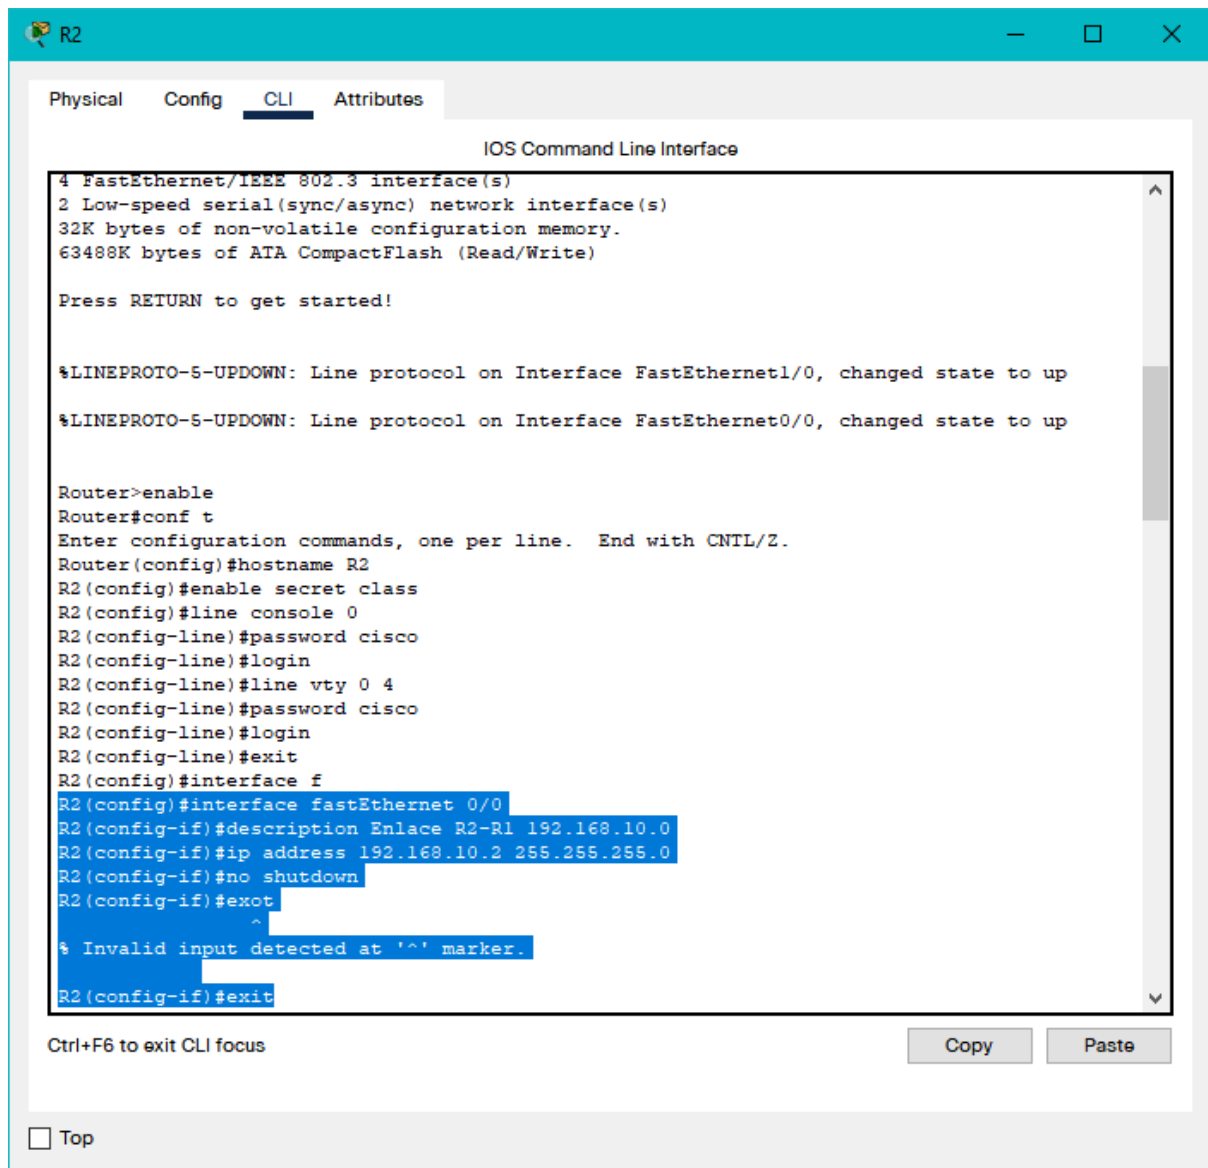 R2
Physical Config CLI Attributes
IOS Command Line Interface
4 FastEthernet/IEEE 802.3 interface(s)
2 Low-speed serial(sync/async) network interface(s)
32K bytes of non-volatile configuration memory.
63488K bytes of ATA CompactFlash (Read/Write)
Press RETURN to get started!
%LINEPROTO-5-UPDOWN: Line protocol on Interface FastEthernet1/0, changed state to up
%LINEPROTO-5-UPDOWN: Line protocol on Interface FastEthernet0/0, changed state to up
Router>enable
Router#conf t
Enter configuration commands, one per line.  End with CNTL/Z.
Router(config)#hostname R2
R2(config)#enable secret class
R2(config)#line console 0
R2(config-line)#password cisco
R2(config-line)#login
R2(config-line)#line vty 0 4
R2(config-line)#password cisco
R2(config-line)#login
R2(config-line)#exit
R2(config)#interface f
R2(config)#interface fastEthernet 0/0
R2(config-if)#description Enlace R2-R1 192.168.10.0
R2(config-if)#ip address 192.168.10.2 255.255.255.0
R2(config-if)#no shutdown
R2(config-if)#exot
^
% Invalid input detected at '^' marker.
R2(config-if)#exit
Ctrl+F6 to exit CLI focus
Copy Paste
Top